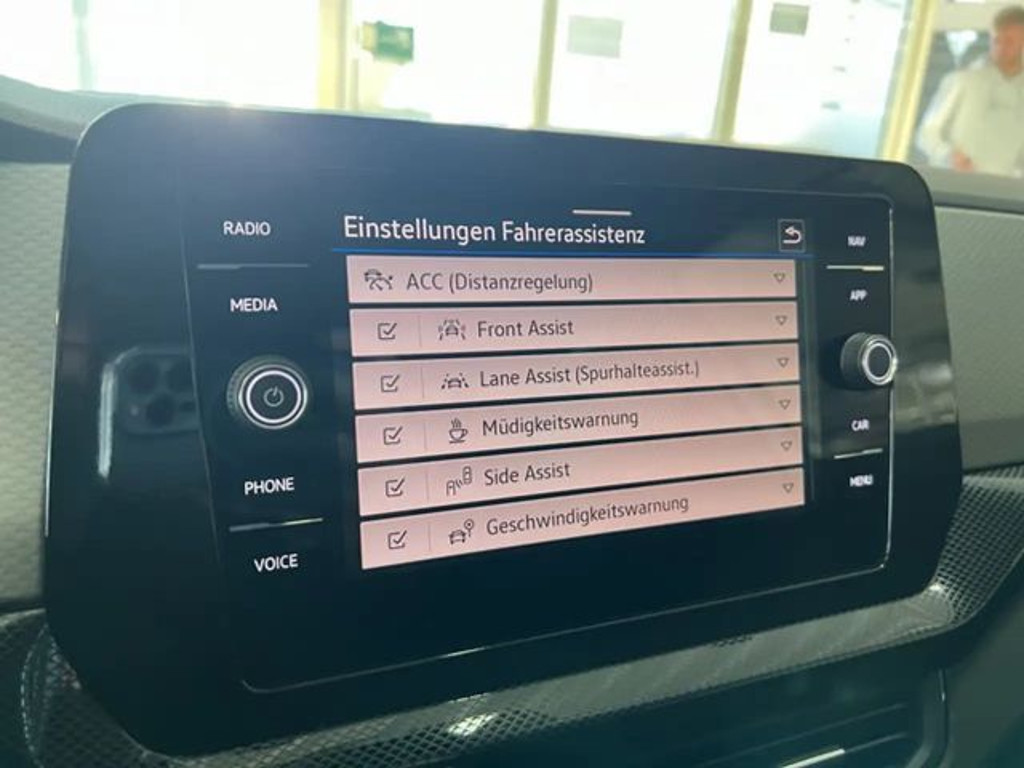 RADIO
MEDIA
PHONE
VOICE
Einstellungen Fahrerassistenz
ACC (Distanzregelung)
Front Assist
Lane Assist (Spurhalteassist.)
Müdigkeitswarnung
Side Assist
Geschwindigkeitswarnung
NAV
APP
CAR
MENU